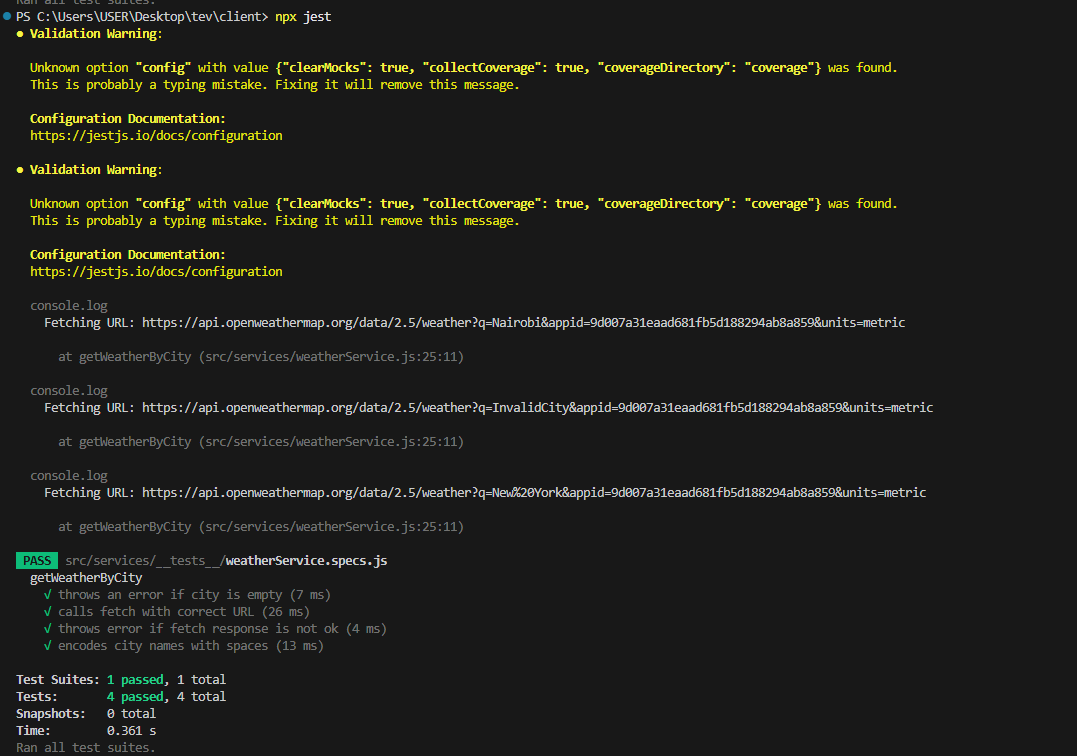 Ran all test suites.
PS C:\Users\USER\Desktop\tev\client> npx jest
● Validation Warning:
Unknown option "config" with value {"clearMocks": true, "collectCoverage": true, "coverageDirectory": "coverage"} was found.
This is probably a typing mistake. Fixing it will remove this message.
Configuration Documentation:
https://jestjs.io/docs/configuration
● Validation Warning:
Unknown option "config" with value {"clearMocks": true, "collectCoverage": true, "coverageDirectory": "coverage"} was found.
This is probably a typing mistake. Fixing it will remove this message.
Configuration Documentation:
https://jestjs.io/docs/configuration
console.log
Fetching URL: https://api.openweathermap.org/data/2.5/weather?q=Nairobi&appid=9d007a31eaad681fb5d188294ab8a859&units=metric
at getWeatherByCity (src/services/weatherService.js:25:11)
console.log
Fetching URL: https://api.openweathermap.org/data/2.5/weather?q=InvalidCity&appid=9d007a31eaad681fb5d188294ab8a859&units=metric
at getWeatherByCity (src/services/weatherService.js:25:11)
console.log
Fetching URL: https://api.openweathermap.org/data/2.5/weather?q=New%20York&appid=9d007a31eaad681fb5d188294ab8a859&units=metric
at getWeatherByCity (src/services/weatherService.js:25:11)
PASS src/services/__tests__/weatherService.specs.js
getWeatherByCity
√ throws an error if city is empty (7 ms)
√ calls fetch with correct URL (26 ms)
√ throws error if fetch response is not ok (4 ms)
√ encodes city names with spaces (13 ms)
Test Suites: 1 passed, 1 total
Tests: 4 passed, 4 total
Snapshots: 0 total
Time: 0.361 s
Ran all test suites.